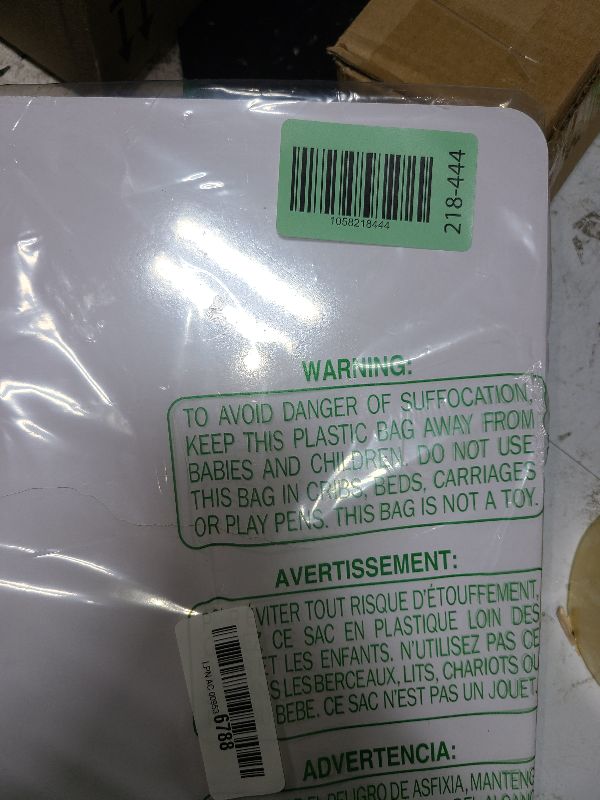 1058218444
218-444
WARNING:
TO AVOID DANGER OF SUFFOCATION,
KEEP THIS PLASTIC BAG AWAY FROM
BABIES AND CHILDREN. DO NOT USE
THIS BAG IN CRIBS, BEDS, CARRIAGES
OR PLAY PENS. THIS BAG IS NOT A TOY.
AVERTISSEMENT:
VITER TOUT RISQUE D'ÉTOUFFEMENT,
CE SAC EN PLASTIQUE LOIN DES
ET LES ENFANTS. N'UTILISEZ PAS CE
S LES BERCEAUX, LITS, CHARIOTS OU
BEBE. CE SAC N'EST PAS UN JOUET.
6788
ADVERTENCIA:
PELIGRO DE ASFIXIA, MANTENG